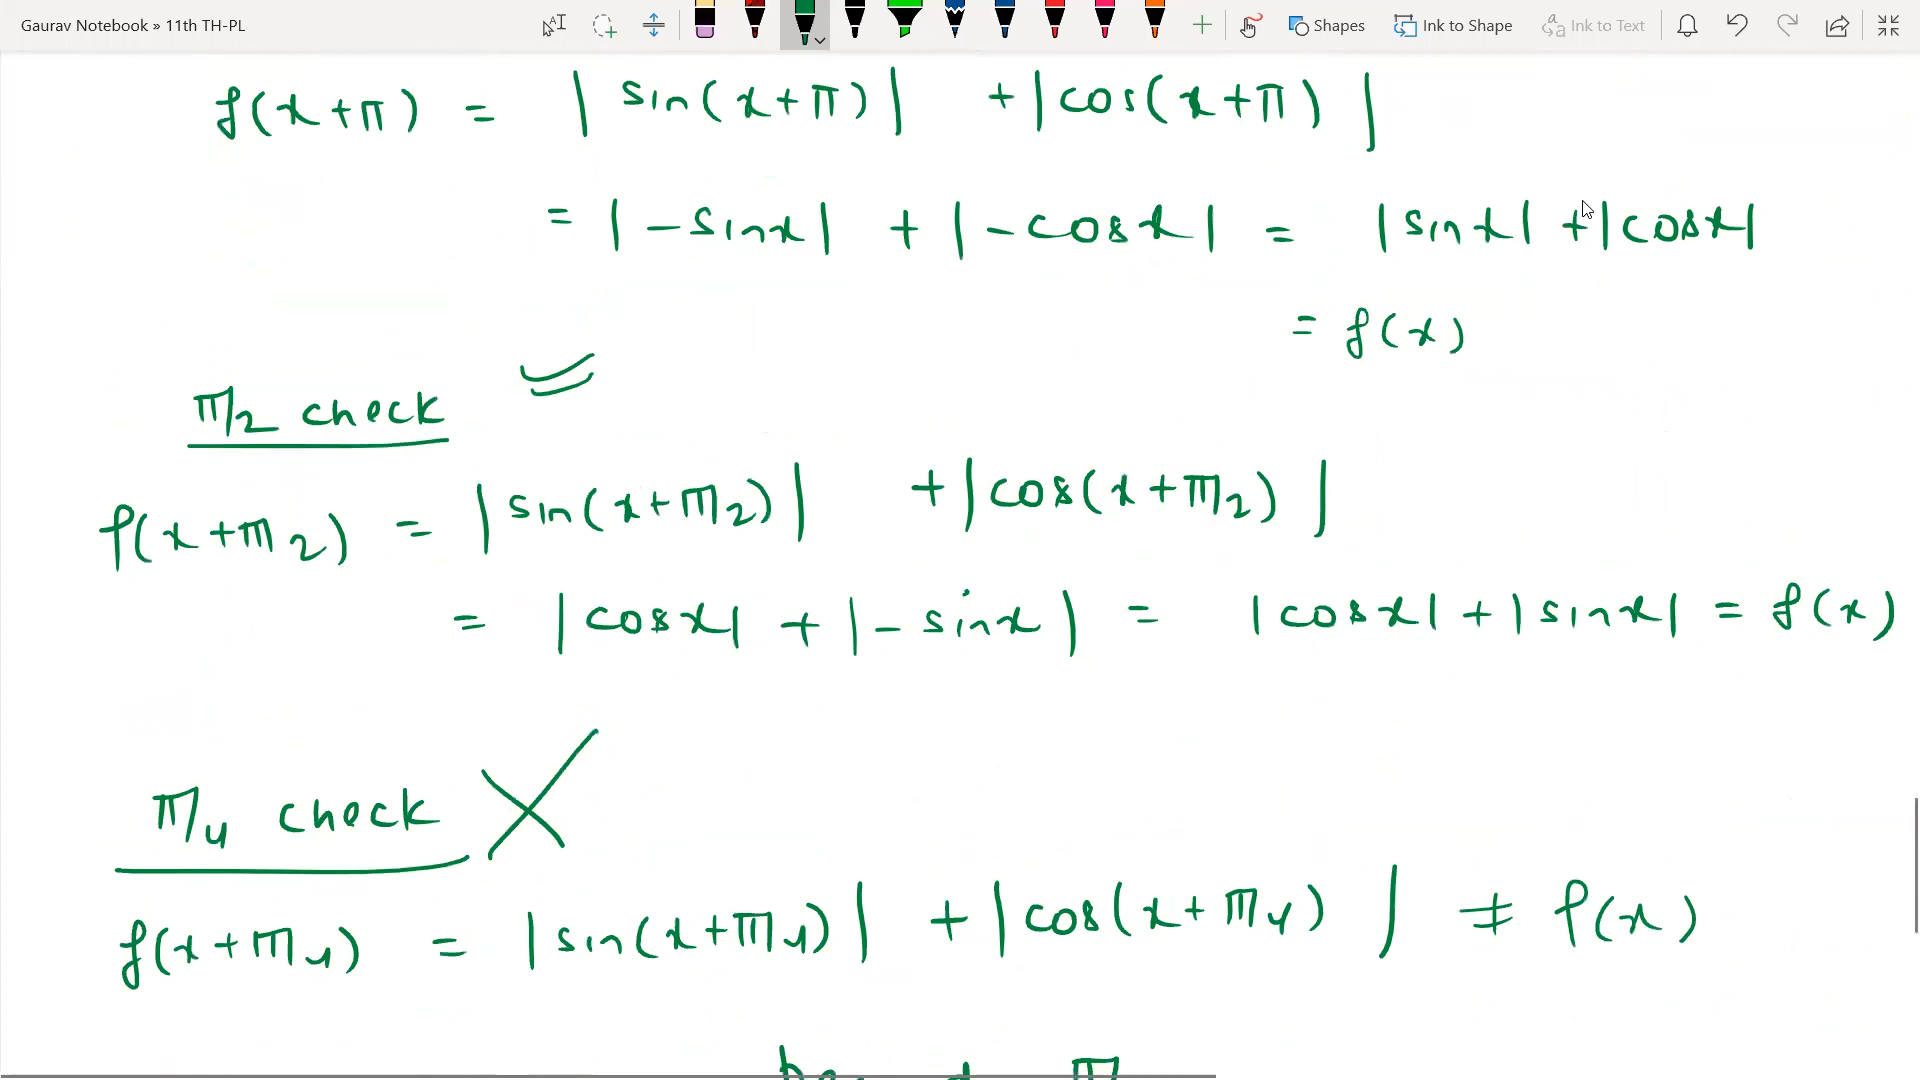 Gaurav Notebook » 11th TH-PL Shapes Ink to Shape Ink to Text
f(x+π) = |sin(x+π)| +|cos(x+π)|
= |-sinx| + |-cosx| = |sinx| +|cosx|
= f(x)
π/2 check
f(x+π/2) = |sin(x+π/2)| +|cos(x+π/2)|
= |cosx| + |-sinx| = |cosx| + |sinx| = f(x)
π/4 check
f(x+π/4) = |sin(x+π/4)| +|cos(x+π/4)| ≠ f(x)